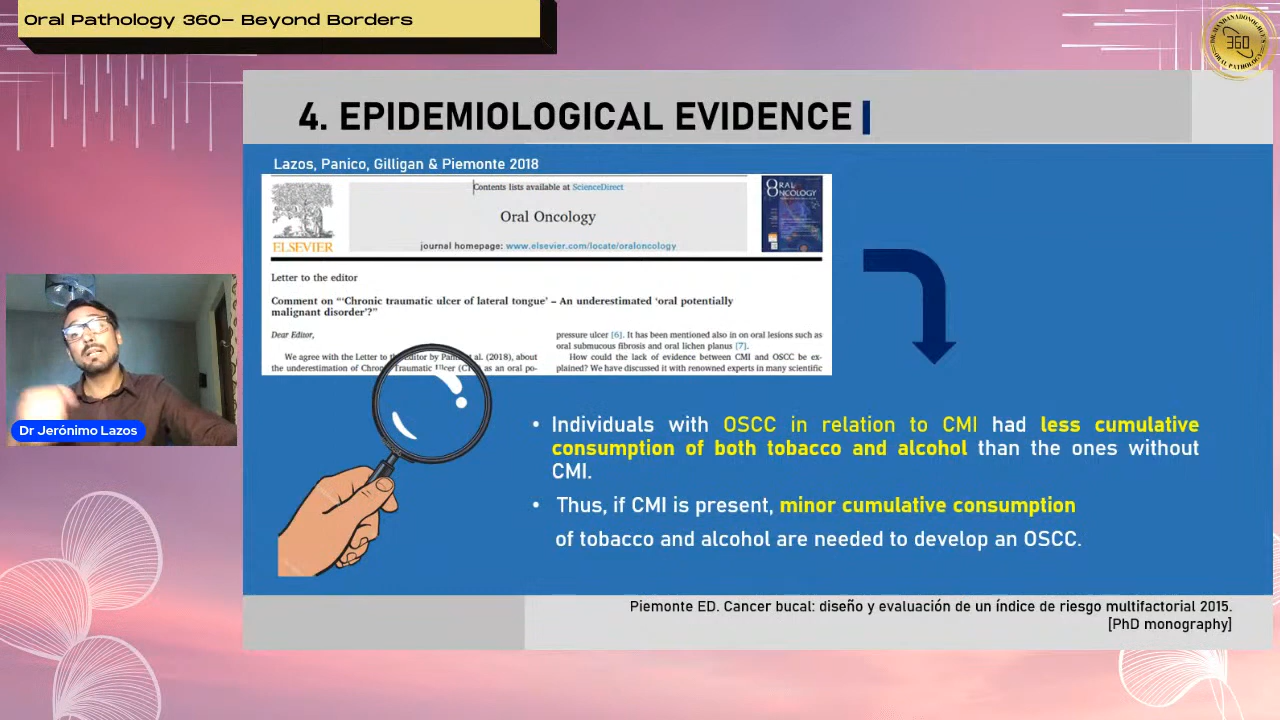 Oral Pathology 360– Beyond Borders
360
ORAL PATHOLOGY
4. EPIDEMIOLOGICAL EVIDENCE
Lazos, Panico, Gilligan & Piemonte 2018
Contents lists available at ScienceDirect
Oral Oncology
ORAL ONCOLOGY
ELSEVIER
journal homepage: www.elsevier.com/locate/oraloncology
Letter to the editor
Comment on “‘Chronic traumatic ulcer of lateral tongue’ – An underestimated ‘oral potentially
malignant disorder’?”
Dear Editor,
We agree with the Letter to the editor by al. (2018), about
the underestimation of Traumatic Ulcer as an oral po-
pressure ulcer [6]. It has been mentioned also in on oral lesions such as
oral submucous fibrosis and oral lichen planus [7].
How could the lack of evidence between CMI and OSCC be ex-
plained? We have discussed it with renowned experts in many scientific
Dr Jerónimo Lazos
• Individuals with OSCC in relation to CMI had less cumulative
consumption of both tobacco and alcohol than the ones without
CMI.
• Thus, if CMI is present, minor cumulative consumption
of tobacco and alcohol are needed to develop an OSCC.
Piemonte ED. Cancer bucal: diseño y evaluación de un índice de riesgo multifactorial 2015.
[PhD monography]